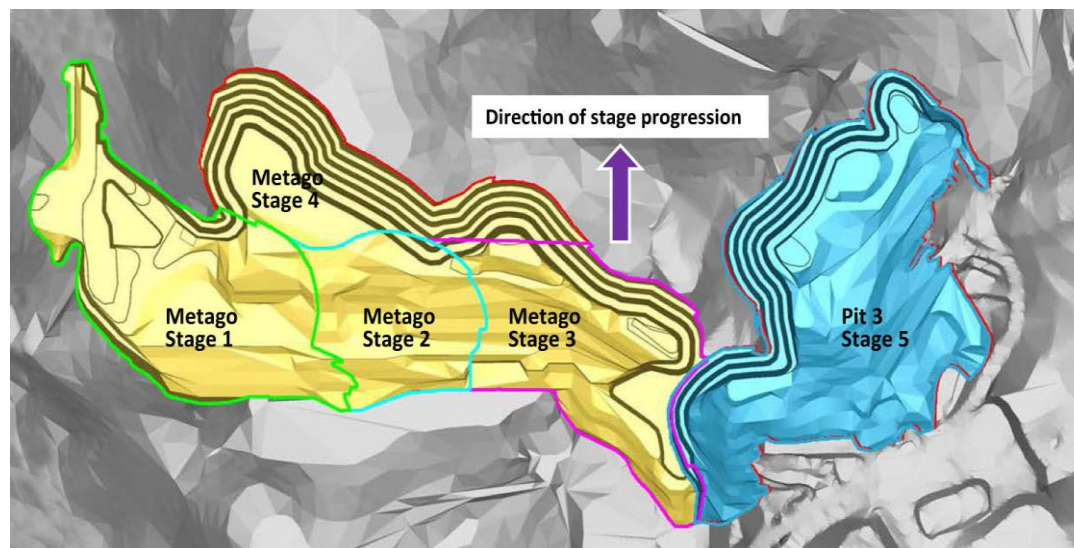 Direction of stage progression
Metago
Stage 4
Metago
Stage 1
Metago
Stage 2
Metago
Stage 3
Pit 3
Stage 5